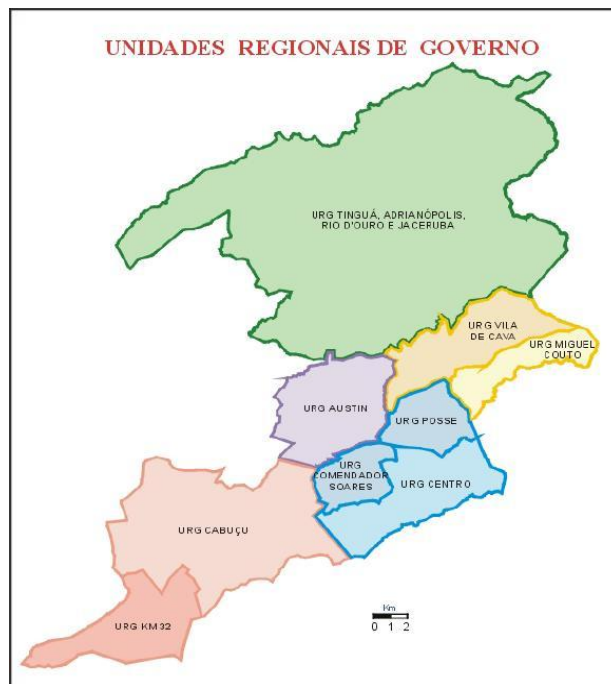 UNIDADES REGIONAIS DE GOVERNO
URG TINGUÁ, ADRIANÓPOLIS,
RIO D'OURO E JACERUBA
URG VILA
DE CAVA
URG MIGUEL
COUTO
URG AUSTIN
URG POSSE
URG
COMENDADOR
SOARES
URG CENTRO
URG CABUÇU
URG KM32
Km
0 1 2